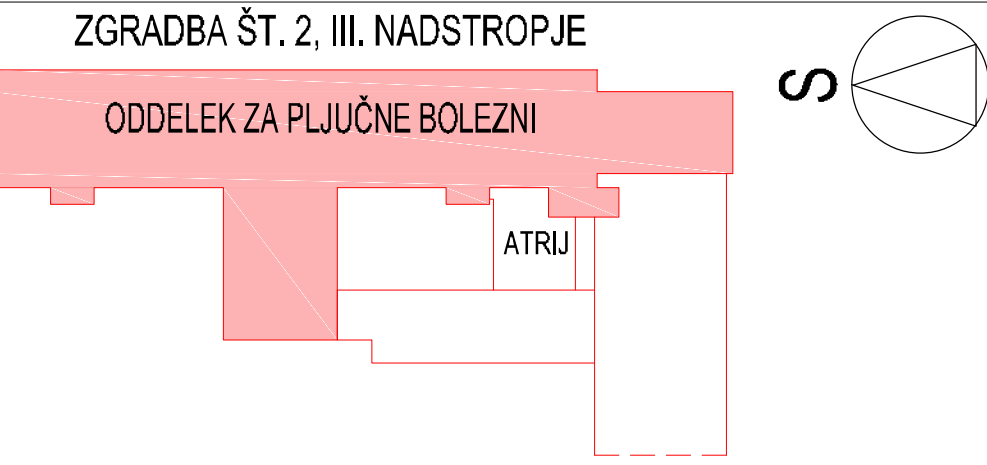 ZGRADBA ŠT. 2, III. NADSTROPJE
S
ODDELEK ZA PLJUČNE BOLEZNI
ATRIJ